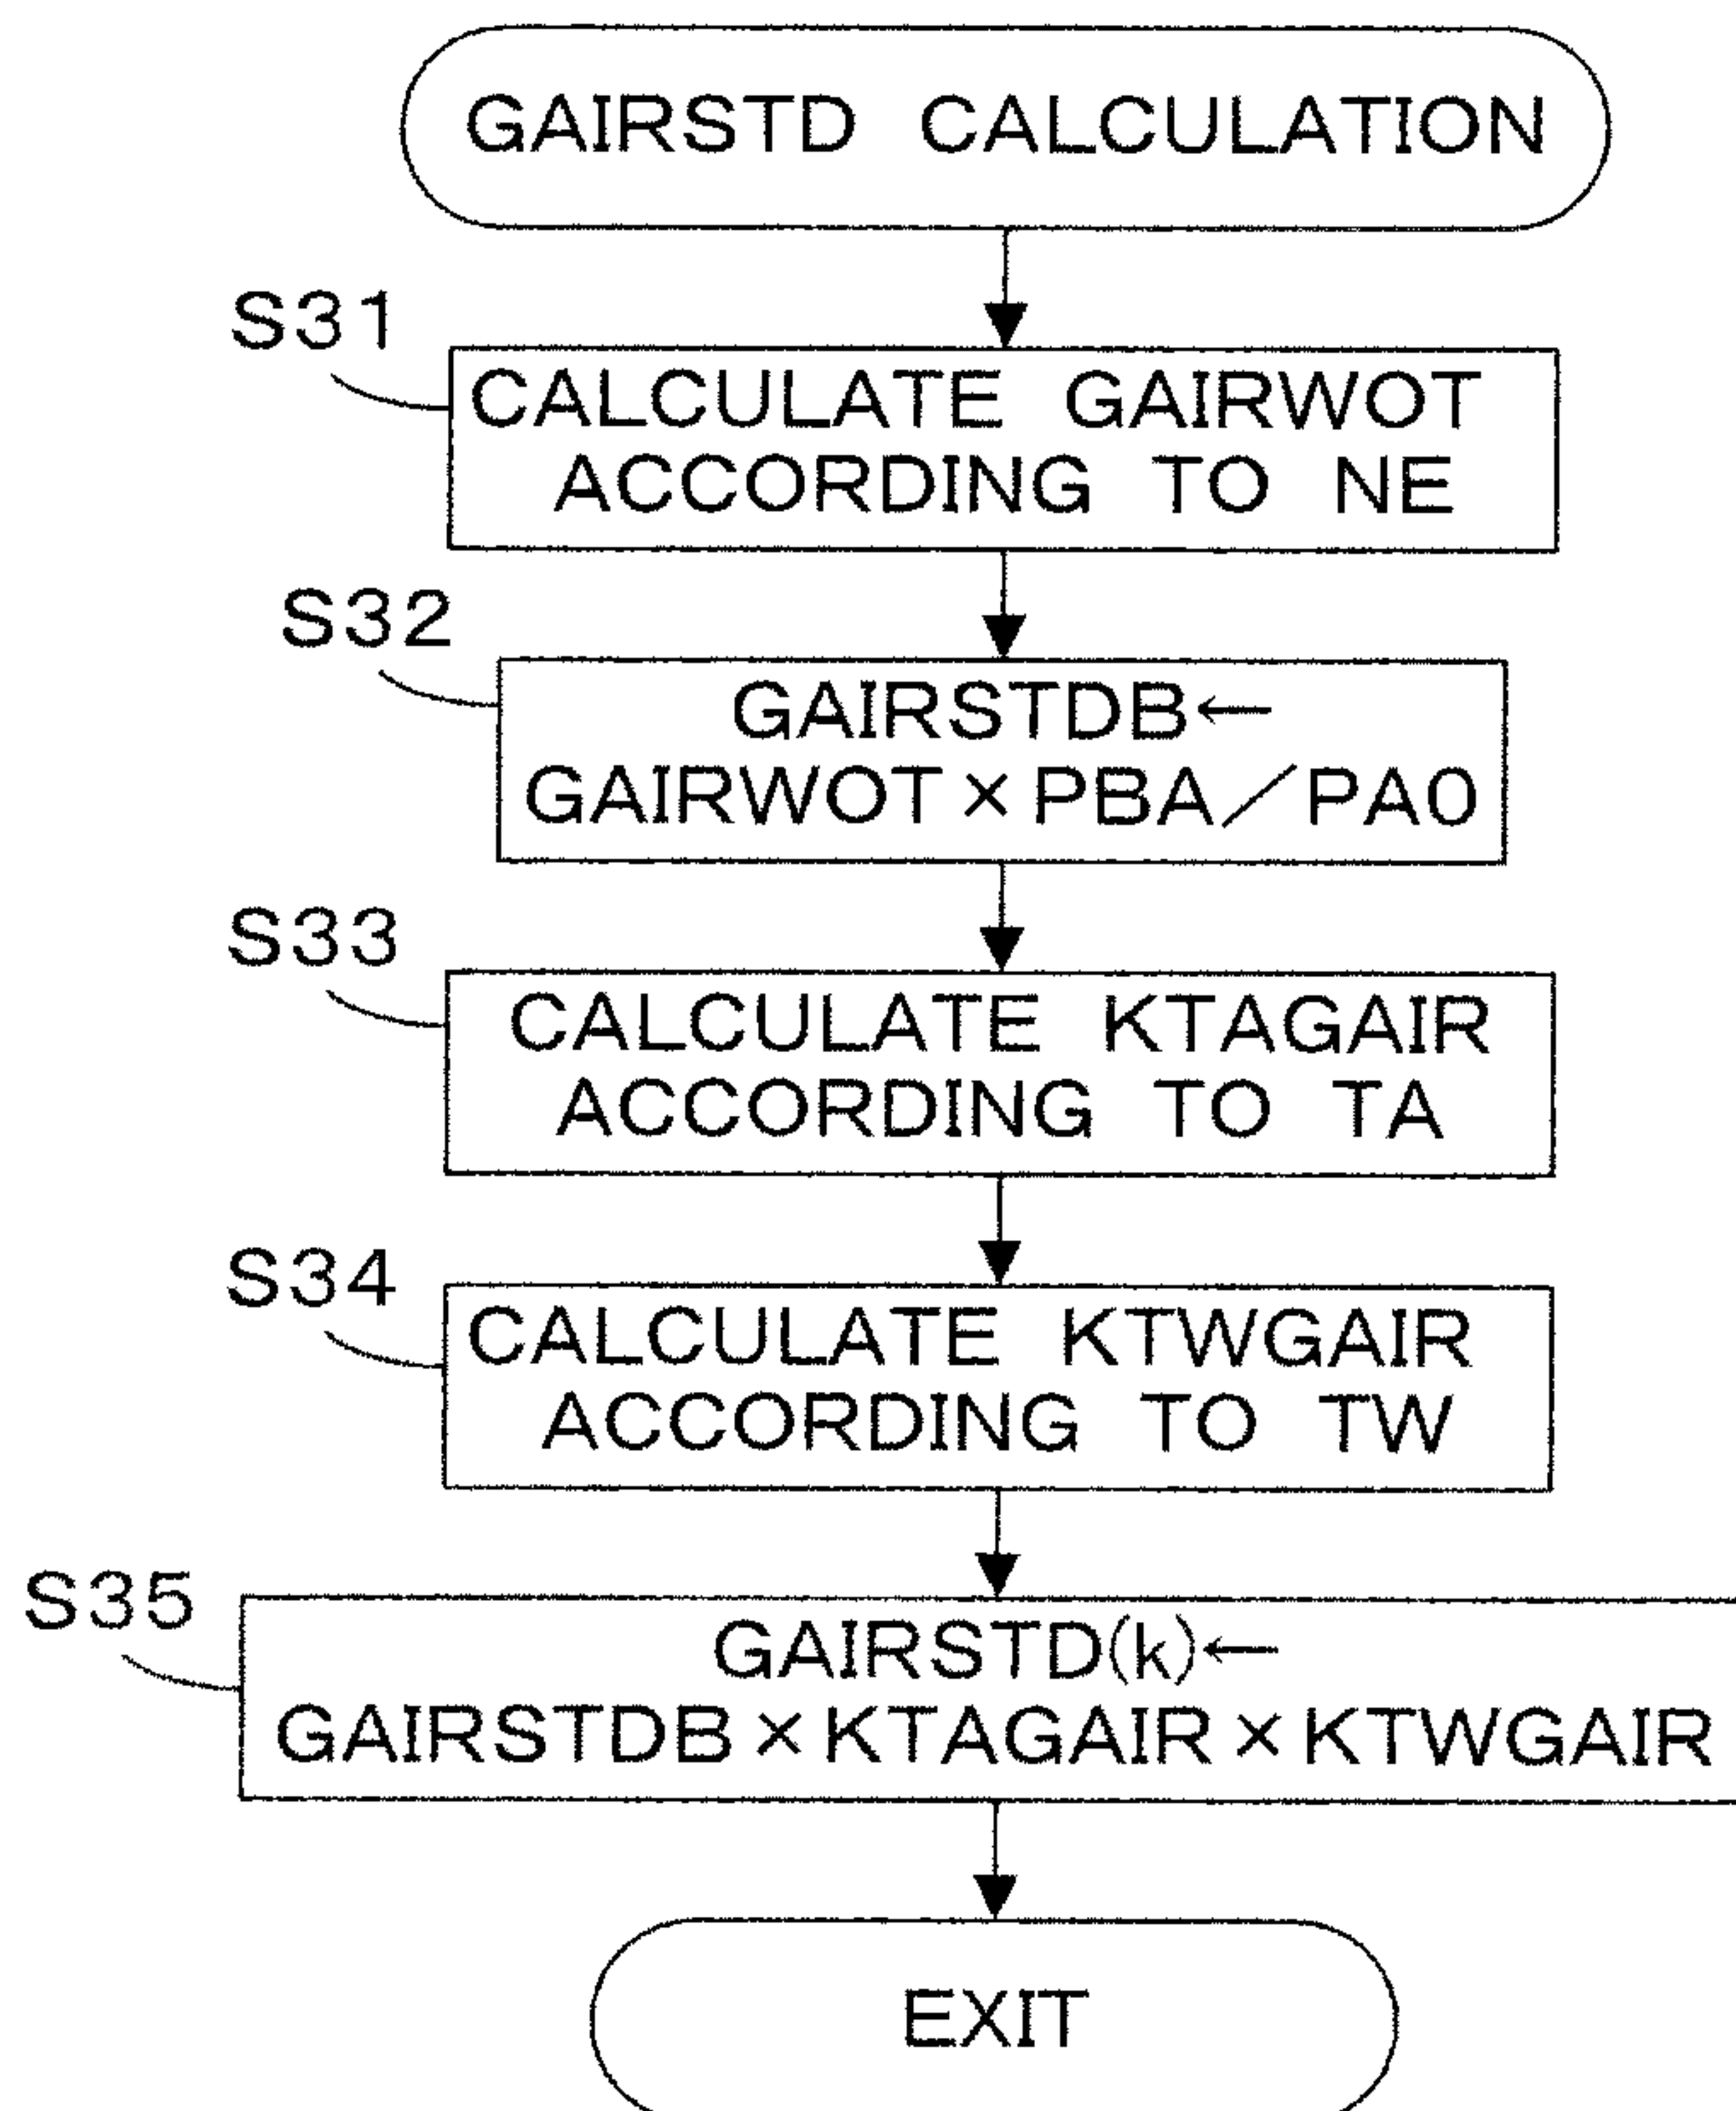 GAIRSTD CALCULATION
S31
CALCULATE GAIRWOT
ACCORDING TO NE
S32
GAIRSTDB←
GAIRWOT×PBA/PA0
S33
CALCULATE KTAGAIR
ACCORDING TO TA
S34
CALCULATE KTWGAIR
ACCORDING TO TW
S35
GAIRSTD(k)←
GAIRSTDB×KTAGAIR×KTWGAIR
EXIT